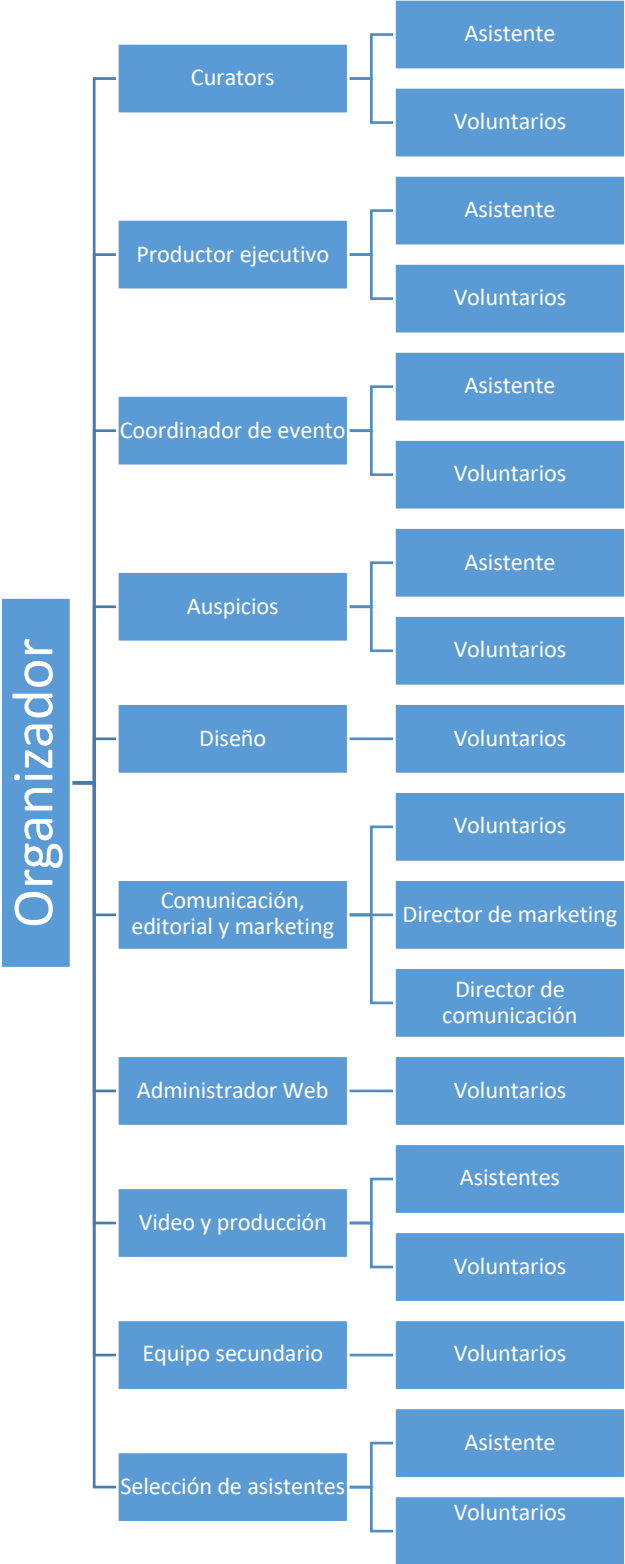 Organizador
Curators
Asistente
Voluntarios
Productor ejecutivo
Asistente
Voluntarios
Coordinador de evento
Asistente
Voluntarios
Auspicios
Asistente
Voluntarios
Diseño
Voluntarios
Comunicación,
editorial y marketing
Voluntarios
Director de marketing
Director de
comunicación
Administrador Web
Voluntarios
Video y producción
Asistentes
Voluntarios
Equipo secundario
Voluntarios
Selección de asistentes
Asistente
Voluntarios